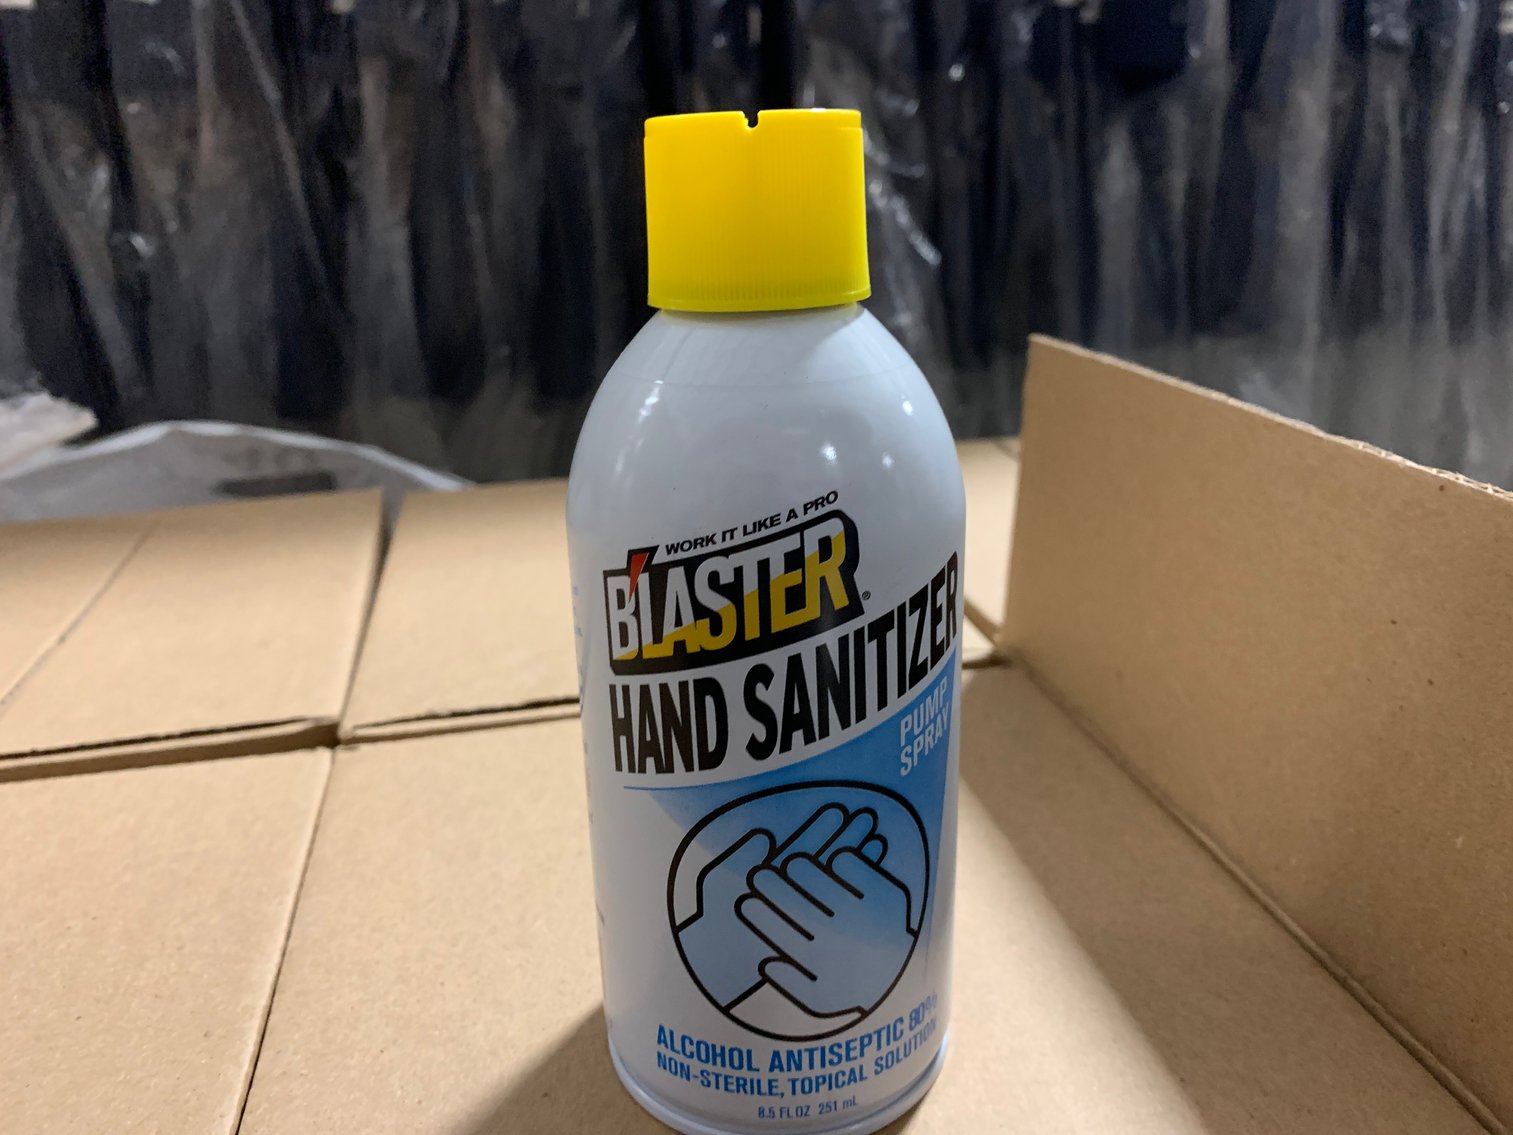 WORK IT LIKE A PRO
B'LASTER®
HAND SANITIZER
PUMP
SPRAY
ALCOHOL ANTISEPTIC 80%
NON-STERILE, TOPICAL SOLUTION
8.5 FL OZ 251 mL